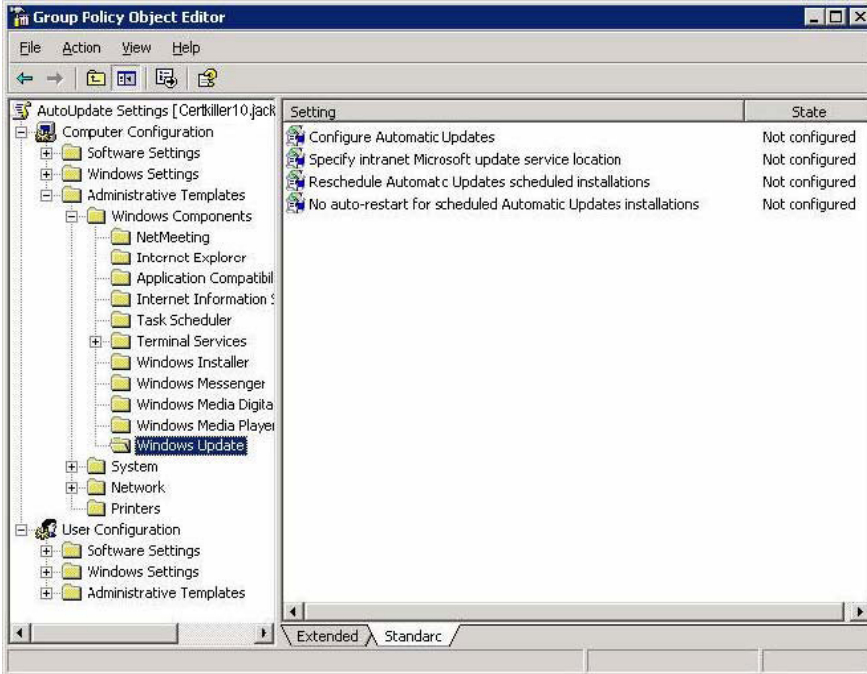 Group Policy Object Editor
File Action View Help
AutoUpdate Settings [Certkiller10.jack
Computer Configuration
Software Settings
Windows Settings
Administrative Templates
Windows Components
NetMeeting
Internet Explorer
Application Compatibil
Internet Information S
Task Scheduler
Terminal Services
Windows Installer
Windows Messenger
Windows Media Digita
Windows Media Player
Windows Update
System
Network
Printers
User Configuration
Software Settings
Windows Settings
Administrative Templates
Setting State
Configure Automatic Updates Not configured
Specify intranet Microsoft update service location Not configured
Reschedule Automatc Updates scheduled installations Not configured
No auto-restart for scheduled Automatic Updates installations Not configured
Extended Standarc